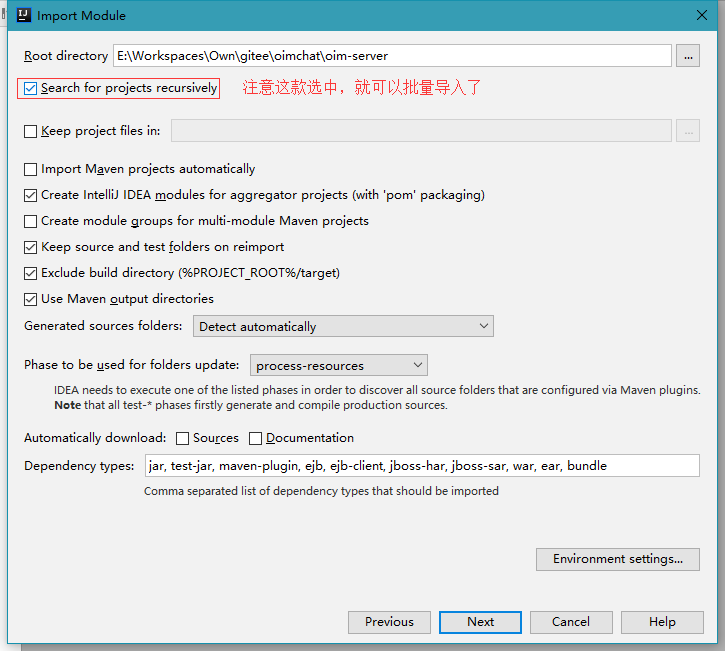 IJ Import Module
Root directory E:\Workspaces\Own\gitee\oimchat\oim-server ...
Search for projects recursively 注意这款选中，就可以批量导入了
Keep project files in: ...
Import Maven projects automatically
Create IntelliJ IDEA modules for aggregator projects (with 'pom' packaging)
Create module groups for multi-module Maven projects
Keep source and test folders on reimport
Exclude build directory (%PROJECT_ROOT%/target)
Use Maven output directories
Generated sources folders: Detect automatically
Phase to be used for folders update: process-resources
IDEA needs to execute one of the listed phases in order to discover all source folders that are configured via Maven plugins.
Note that all test-* phases firstly generate and compile production sources.
Automatically download: Sources Documentation
Dependency types: jar, test-jar, maven-plugin, ejb, ejb-client, jboss-har, jboss-sar, war, ear, bundle
Comma separated list of dependency types that should be imported
Environment settings...
Previous Next Cancel Help